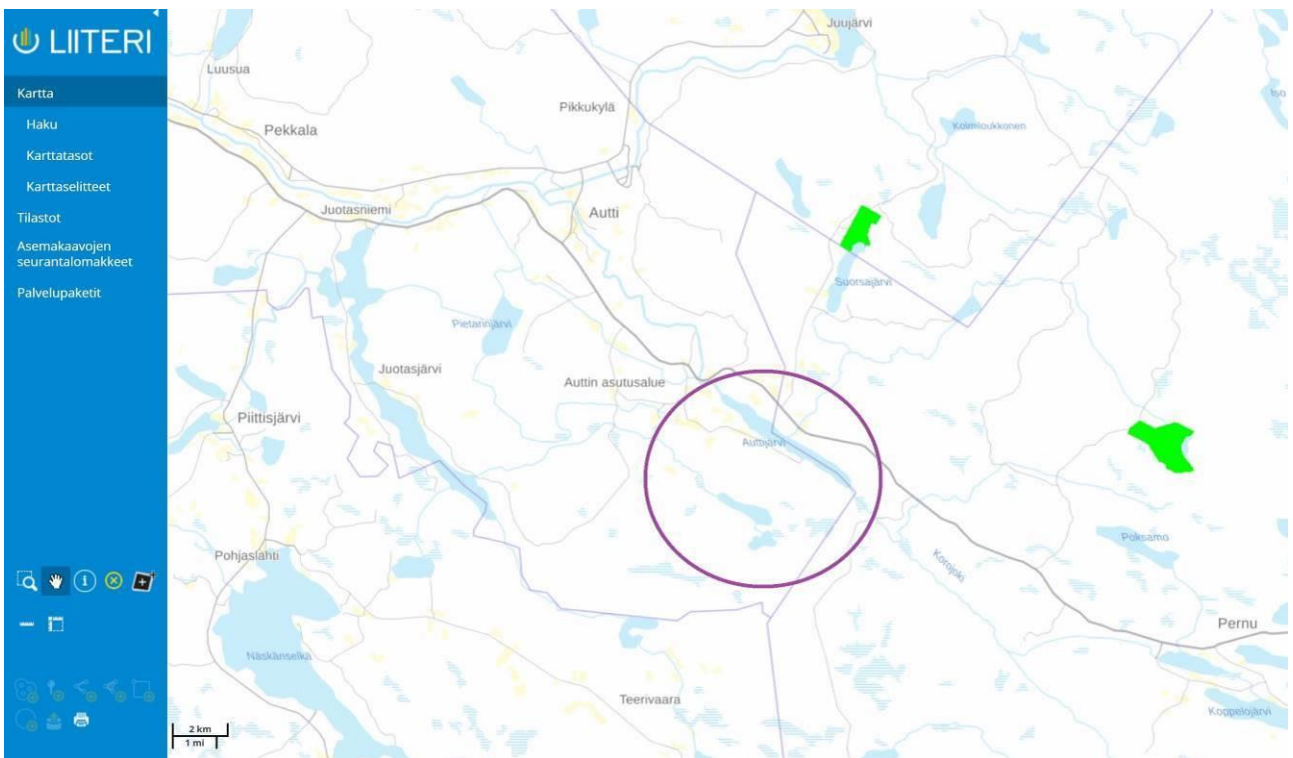 LIITERI
Kartta
Haku
Karttatasot
Karttaselitteet
Tilastot
Asemakaavojen
seurantalomakkeet
Palvelupaketit
2 km
1 mi
Juujärvi
Luusua
Iso
Pikkukylä
Pekkala
Juotasniemi
Autti
Suorsajärvi
Pietarinjärvi
Juotasjärvi
Auttin asutusalue
Piittisjärvi
Auttijärvi
Poksamo
Pohjaslahti
Korojoki
Pernu
Näskänselkä
Teerivaara
Koppelojärvi